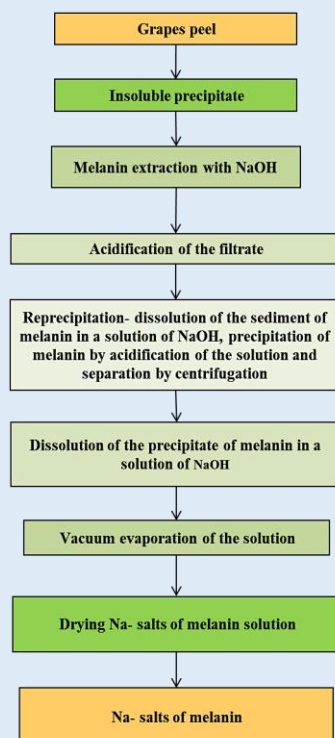 Grapes peel
Insoluble precipitate
Melanin extraction with NaOH
Acidification of the filtrate
Reprecipitation- dissolution of the sediment of
melanin in a solution of NaOH, precipitation of
melanin by acidification of the solution and
separation by centrifugation
Dissolution of the precipitate of melanin in a
solution of NaOH
Vacuum evaporation of the solution
Drying Na- salts of melanin solution
Na- salts of melanin